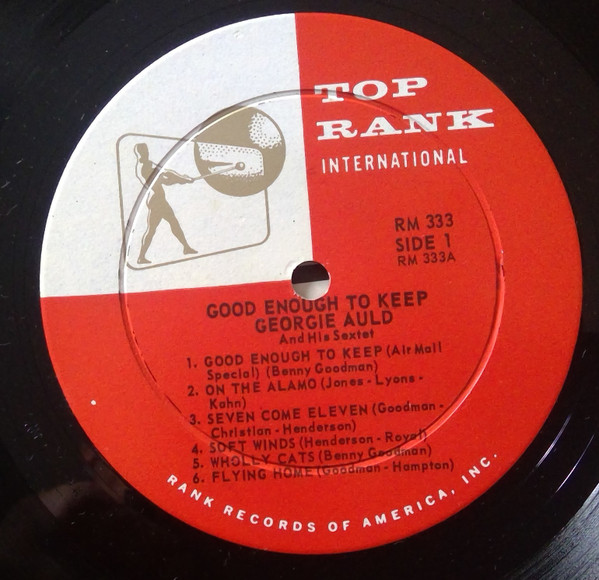 TOP
RANK
INTERNATIONAL
RM 333
SIDE 1
RM 333A
GOOD ENOUGH TO KEEP
GEORGIE AULD
And His Sextet
1. GOOD ENOUGH TO KEEP (Air Mail
Special) (Benny Goodman)
2. ON THE ALAMO (Jones - Lyons -
Kahn)
3. SEVEN COME ELEVEN (Goodman -
Christian - Henderson)
4. SOFT WINDS (Henderson - Royal)
5. WHOLLY CATS (Benny Goodman)
6. FLYING HOME (Goodman - Hampton)
RANK RECORDS OF AMERICA, INC.